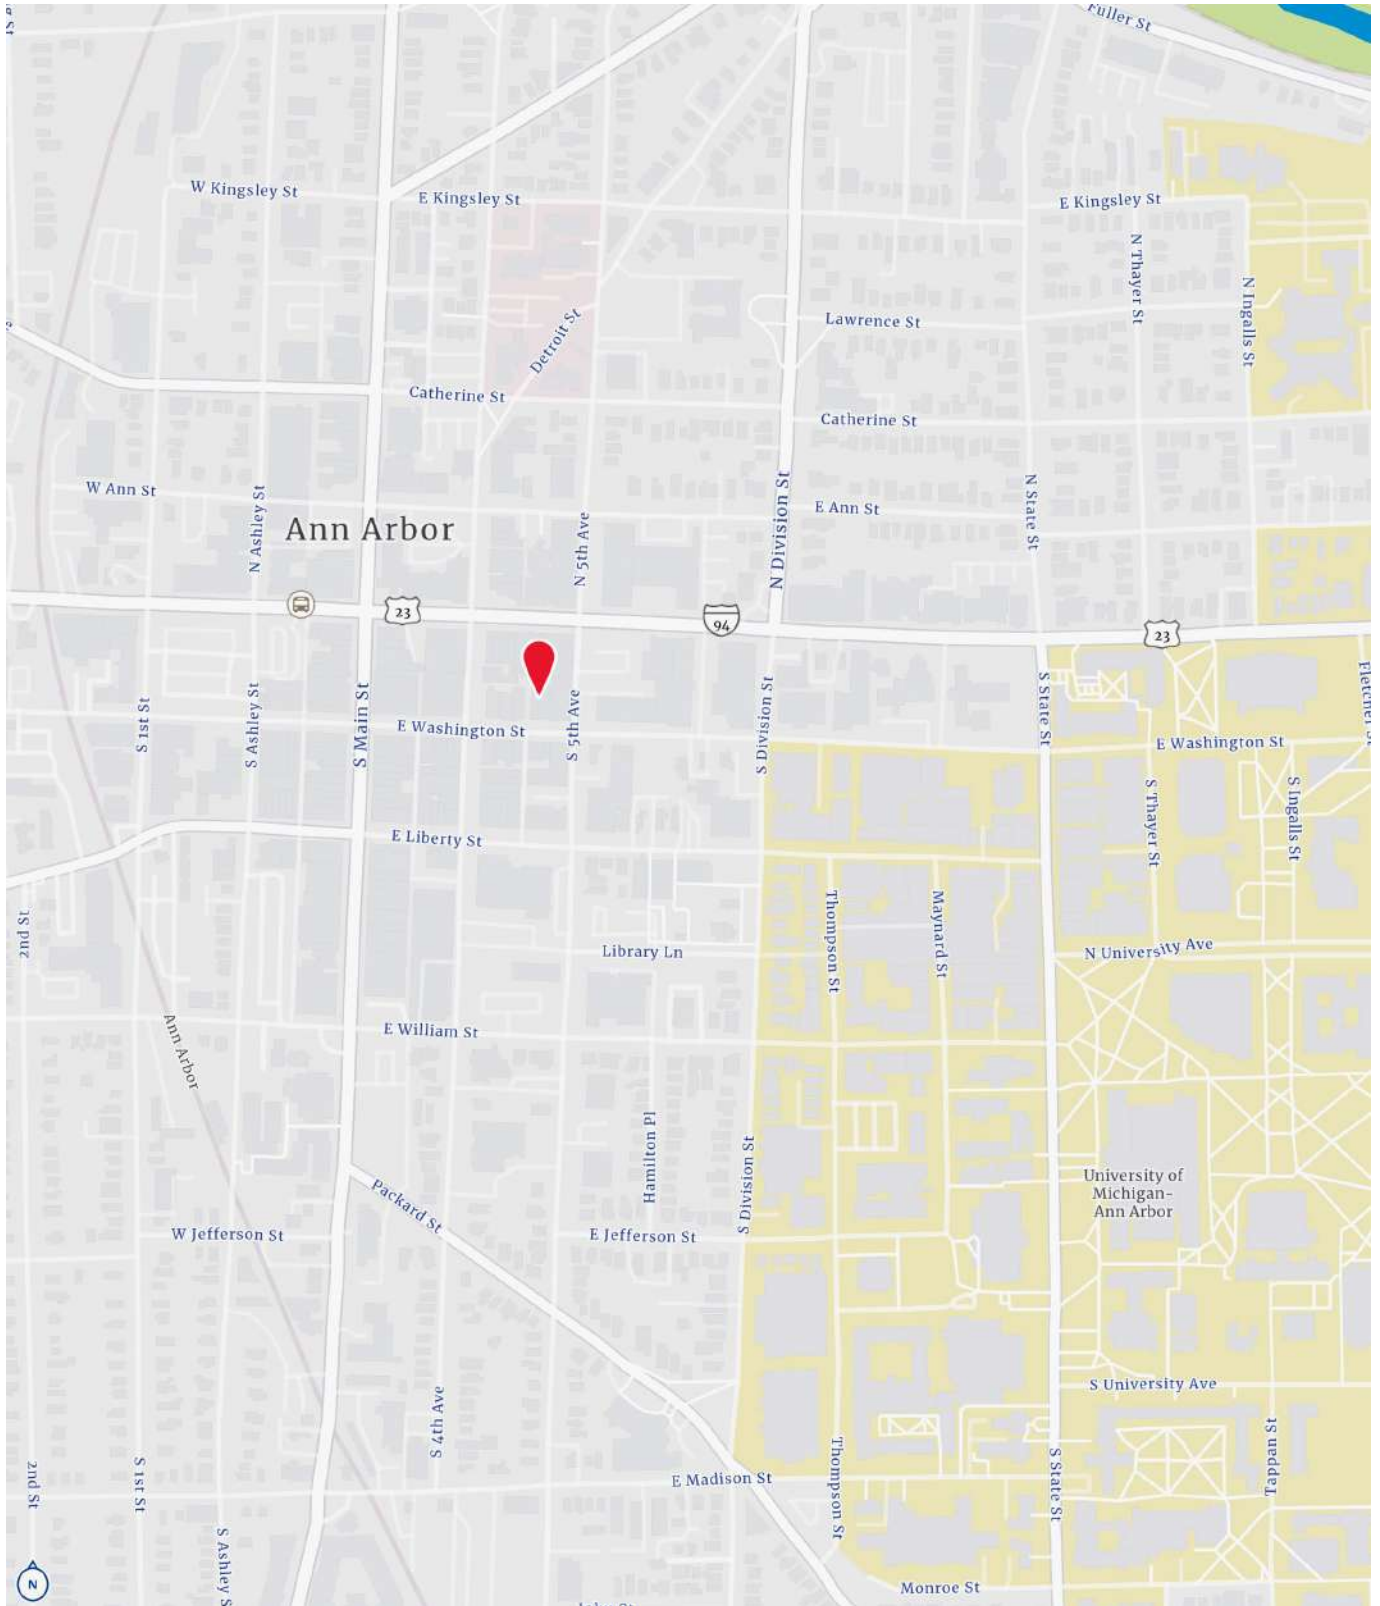 Fuller St
W Kingsley St
E Kingsley St
E Kingsley St
N Thayer St
N Ingalls St
Detroit St
Lawrence St
Catherine St
Catherine St
W Ann St
N Ashley St
Ann Arbor
N 5th Ave
N Division St
E Ann St
N State St
23
94
23
S 1st St
S Ashley St
S Main St
E Washington St
S 5th Ave
S Division St
S State St
E Washington St
S Thayer St
S Ingalls St
E Liberty St
2nd St
Thompson St
Maynard St
Library Ln
N University Ave
E William St
Ann Arbor
Hamilton Pl
S Division St
Packard St
W Jefferson St
E Jefferson St
University of
Michigan-
Ann Arbor
S 4th Ave
S University Ave
2nd St
S 1st St
E Madison St
Thompson St
S State St
Tappan St
S Ashley S
N
Monroe St